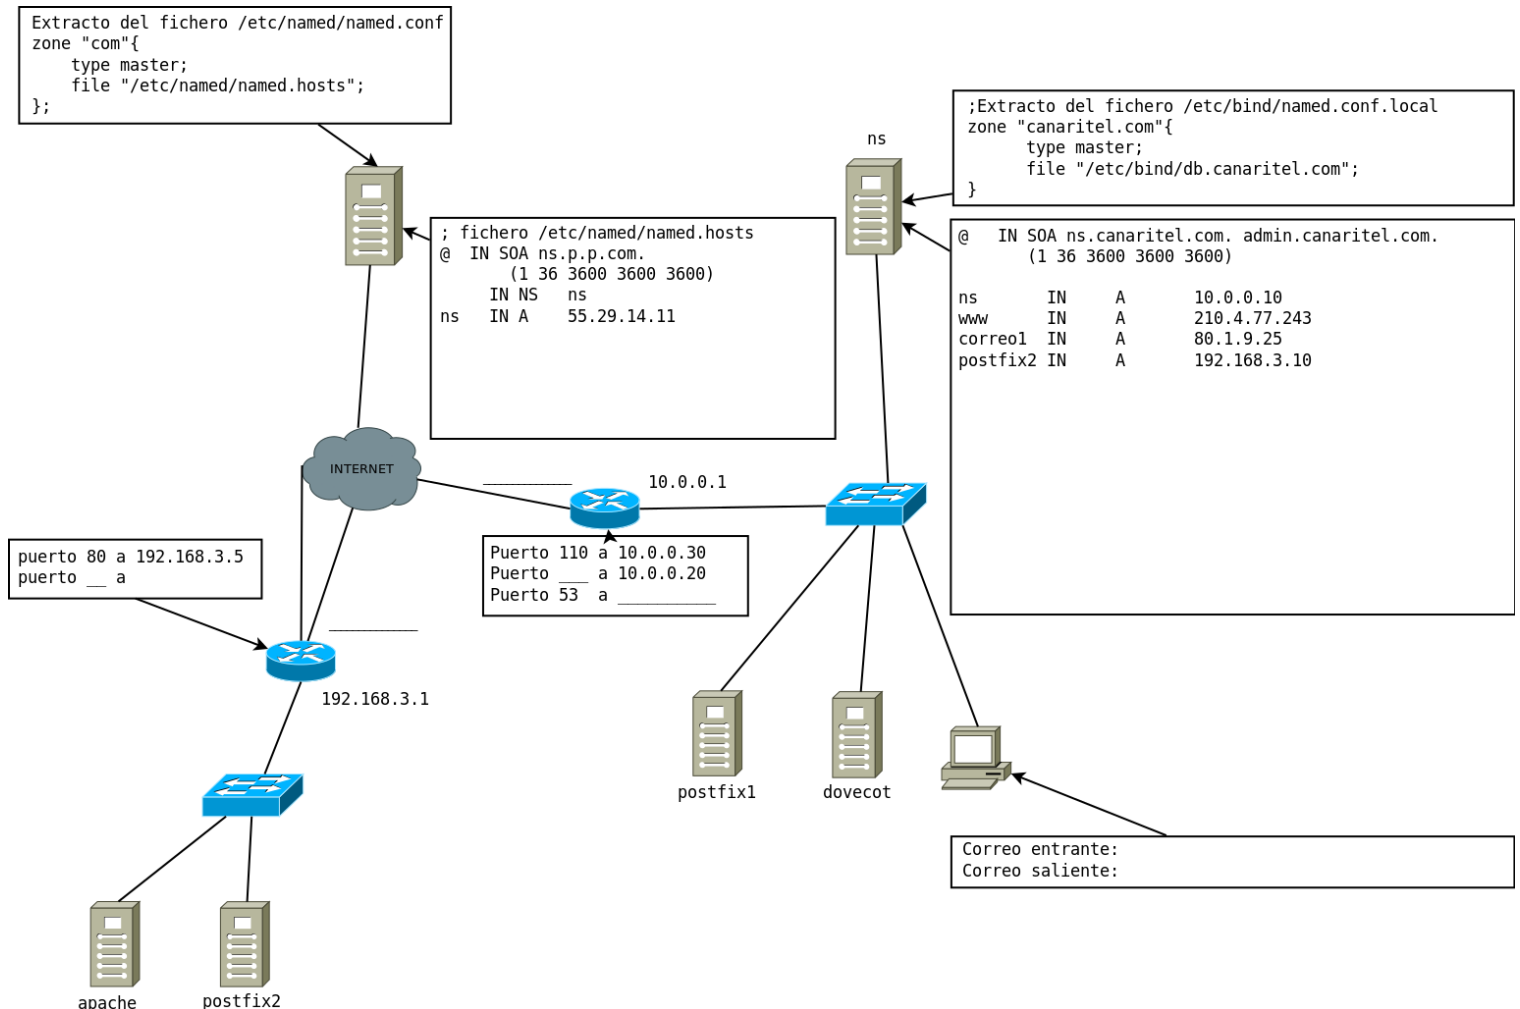 Extracto del fichero /etc/named/named.conf
zone "com"{
    type master;
    file "/etc/named/named.hosts";
};
;Extracto del fichero /etc/bind/named.conf.local
zone "canaritel.com"{
      type master;
      file "/etc/bind/db.canaritel.com";
}
ns
; fichero /etc/named/named.hosts
@  IN SOA ns.p.p.com.
       (1 36 3600 3600 3600)
     IN NS   ns
ns   IN A    55.29.14.11
@   IN SOA ns.canaritel.com. admin.canaritel.com.
       (1 36 3600 3600 3600)
ns       IN     A       10.0.0.10
www      IN     A       210.4.77.243
correo1  IN     A       80.1.9.25
postfix2 IN     A       192.168.3.10
INTERNET
_________
10.0.0.1
puerto 80 a 192.168.3.5
puerto __ a
Puerto 110 a 10.0.0.30
Puerto ___ a 10.0.0.20
Puerto 53  a __________
_________
192.168.3.1
postfix1
dovecot
Correo entrante:
Correo saliente:
apache
postfix2